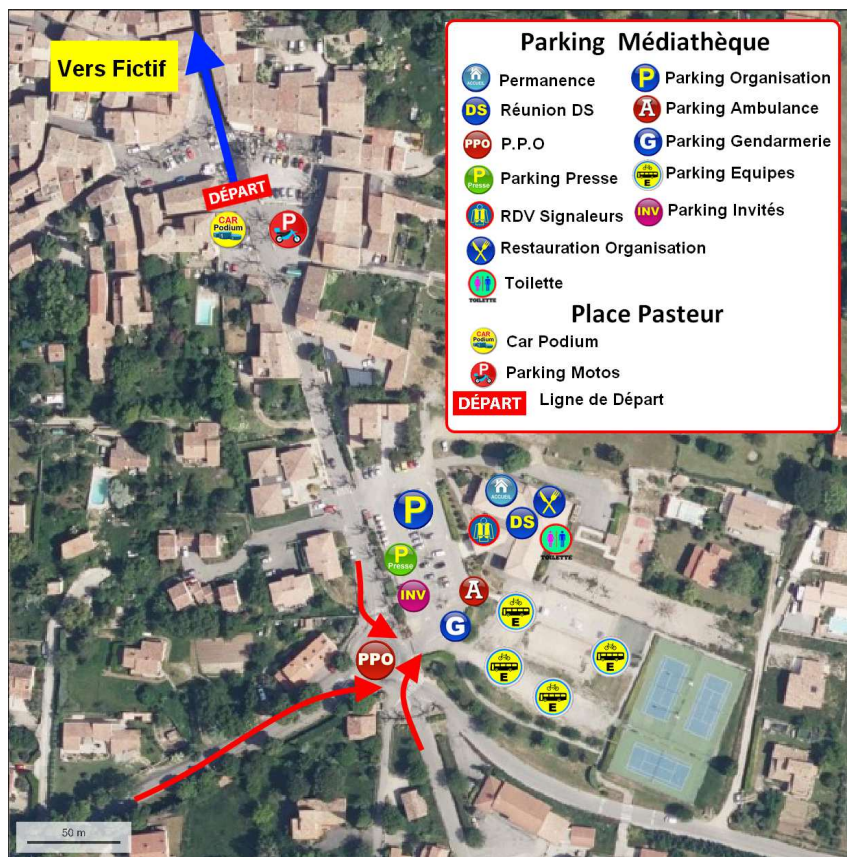 Vers Fictif
DÉPART
CAR
Podium
P
Parking Médiathèque
ACCUEIL
Permanence
P
Parking Organisation
DS
Réunion DS
A
Parking Ambulance
PPO
P.P.O
G
Parking Gendarmerie
P
Presse
Parking Presse
E
Parking Equipes
RDV Signaleurs
INV
Parking Invités
Restauration Organisation
TOILETTE
Toilette
Place Pasteur
CAR
Podium
Car Podium
P
Parking Motos
DÉPART
Ligne de Départ
ACCUEIL
P
DS
TOILETTE
P
Presse
INV
A
G
E
PPO
E
E
E
50 m